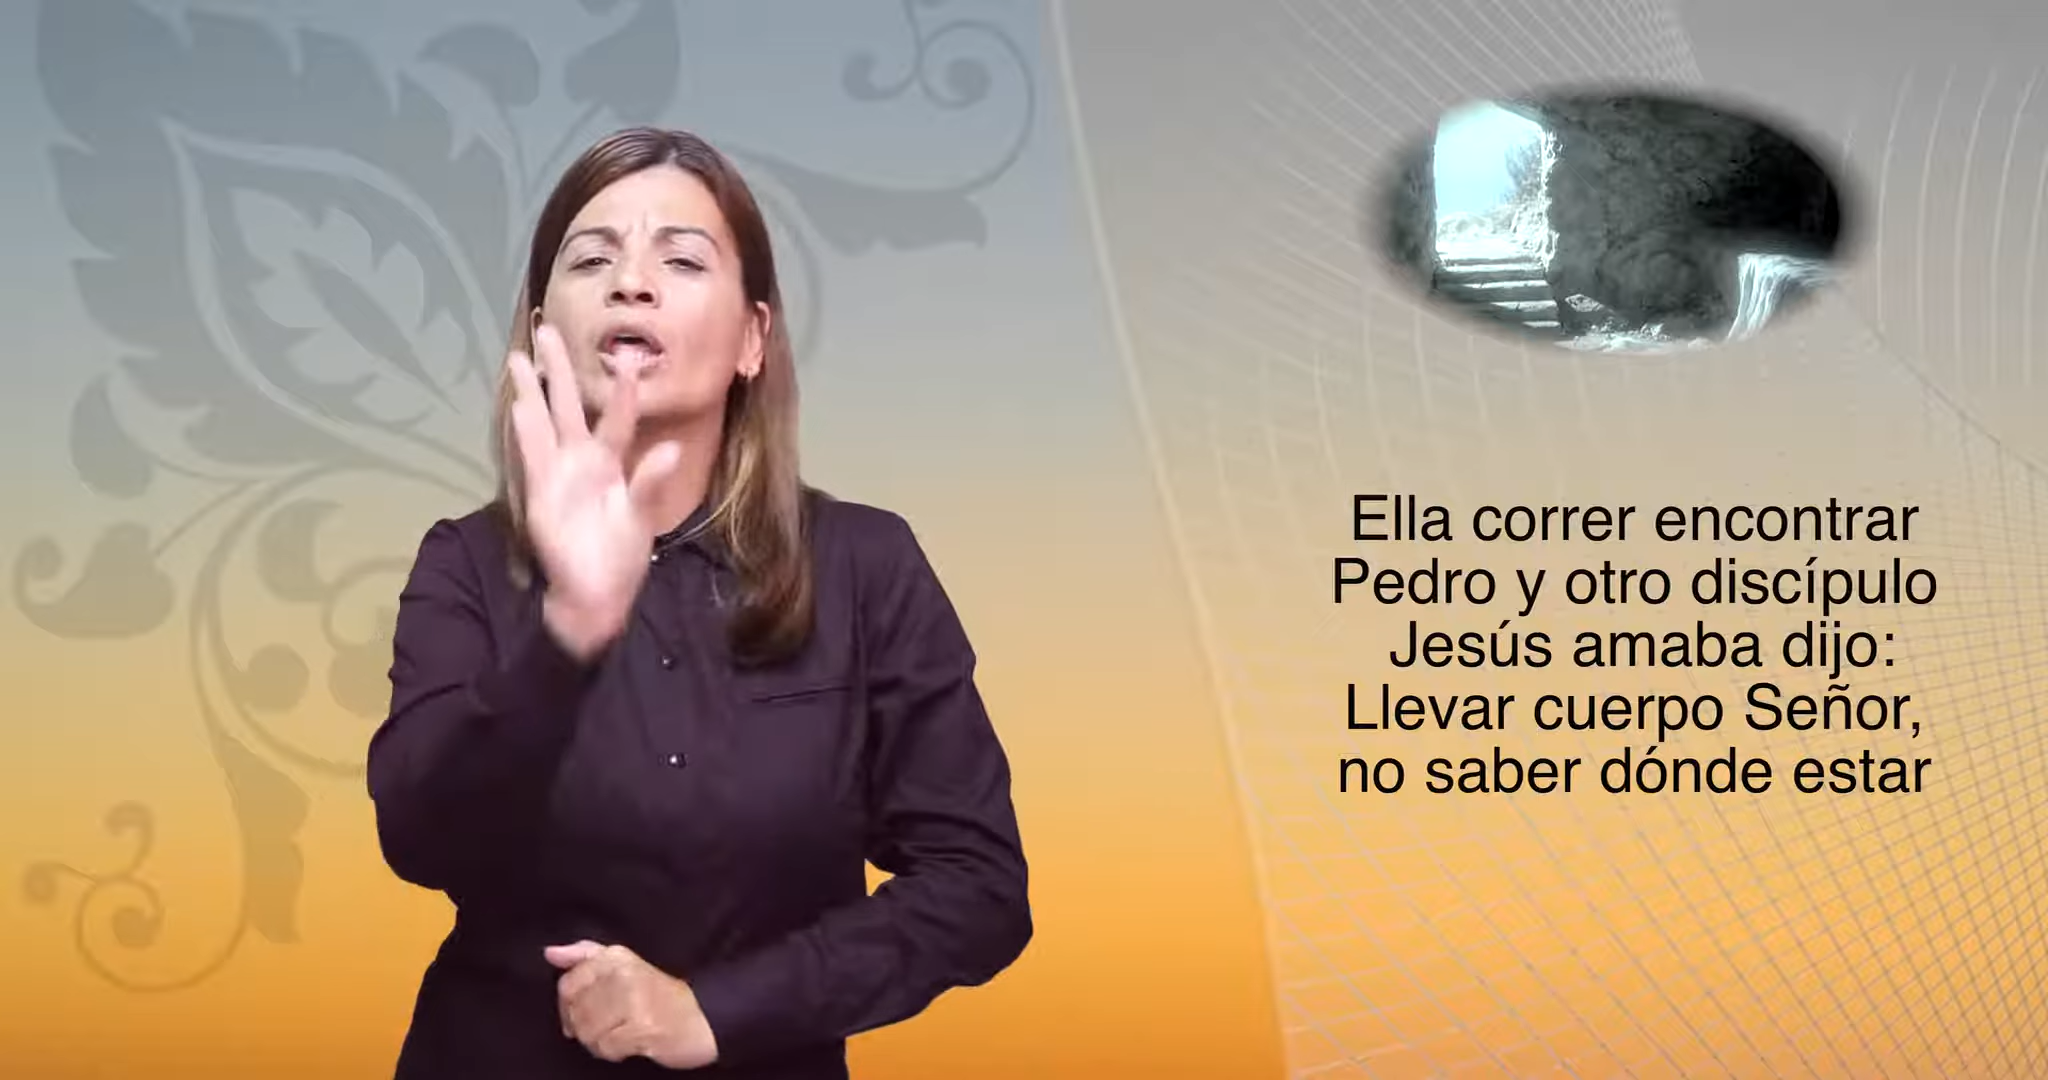 Ella correr encontrar
Pedro y otro discípulo
Jesús amaba dijo:
Llevar cuerpo Señor,
no saber dónde estar